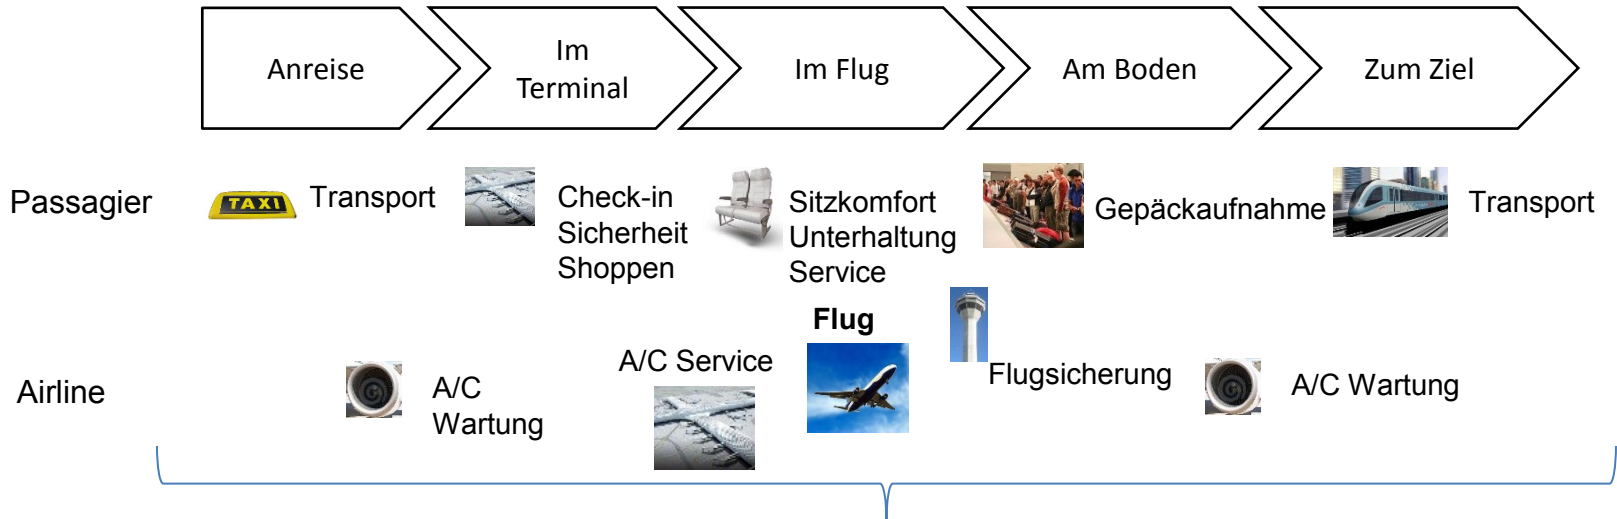 Anreise
Im
Terminal
Im Flug
Am Boden
Zum Ziel
Passagier
TAXI
Transport
Check-in
Sicherheit
Shoppen
Sitzkomfort
Unterhaltung
Service
Gepäckaufnahme
Transport
Airline
A/C
Wartung
A/C Service
Flug
Flugsicherung
A/C Wartung